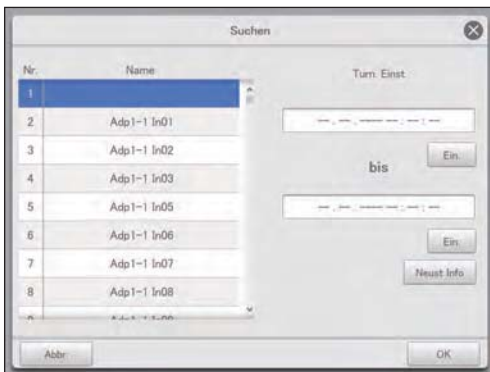 Suchen
Nr. Name
1
2 Adp1-1 In01
3 Adp1-1 In02
4 Adp1-1 In03
5 Adp1-1 In05
6 Adp1-1 In06
7 Adp1-1 In07
8 Adp1-1 In08
Turn. Einst.
--.--.---- --:--:--
Ein.
bis
--.--.---- --:--:--
Ein.
Neust Info
Abbr
OK